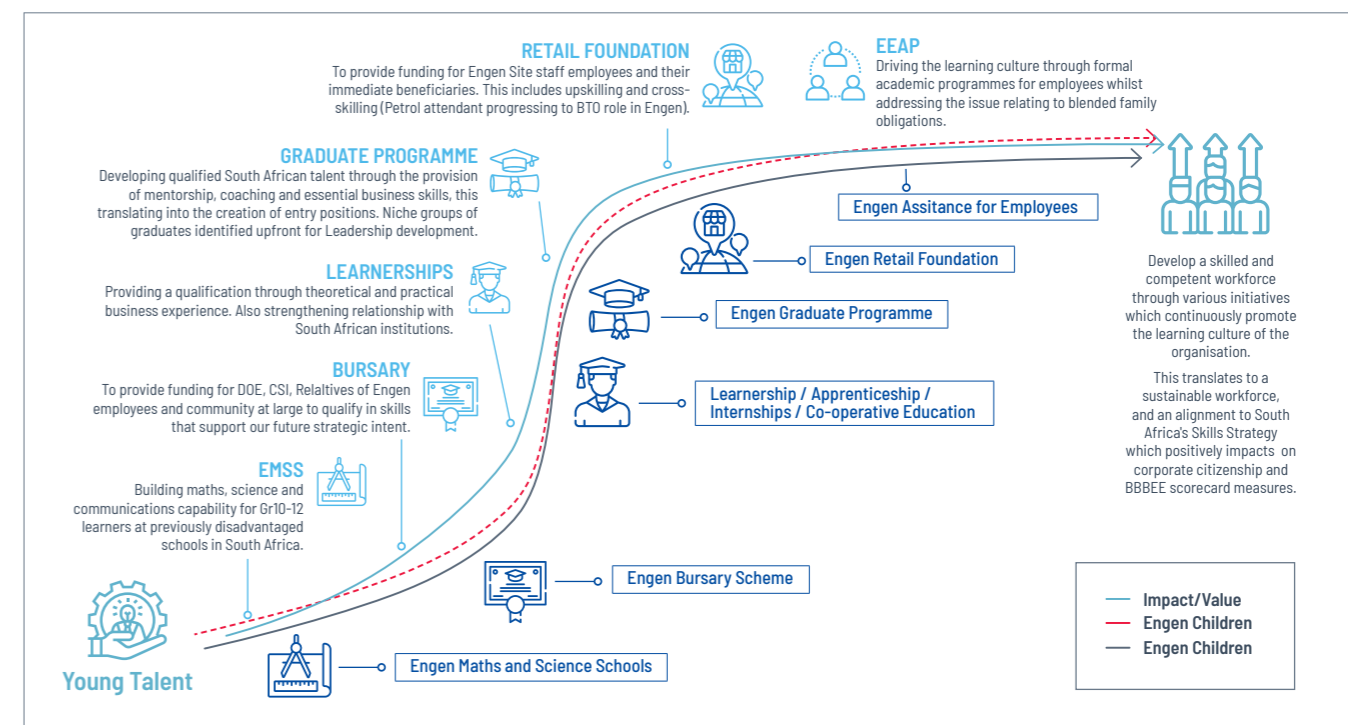 RETAIL FOUNDATION
To provide funding for Engen Site staff employees and their
immediate beneficiaries. This includes upskilling and cross-
skilling (Petrol attendant progressing to BTO role in Engen).
EEAP
Driving the learning culture through formal
academic programmes for employees whilst
addressing the issue relating to blended family
obligations.
GRADUATE PROGRAMME
Developing qualified South African talent through the provision
of mentorship, coaching and essential business skills, this
translating into the creation of entry positions. Niche groups of
graduates identified upfront for Leadership development.
LEARNERSHIPS
Providing a qualification through theoretical and practical
business experience. Also strengthening relationship with
South African institutions.
BURSARY
To provide funding for DOE, CSI, Relaltives of Engen
employees and community at large to qualify in skills
that support our future strategic intent.
EMSS
Building maths, science and
communications capability for Gr10-12
learners at previously disadvantaged
schools in South Africa.
Young Talent
Engen Assitance for Employees
Engen Retail Foundation
Engen Graduate Programme
Learnership / Apprenticeship /
Internships / Co-operative Education
Engen Bursary Scheme
Engen Maths and Science Schools
Develop a skilled and
competent workforce
through various initiatives
which continuously promote
the learning culture of the
organisation.
This translates to a
sustainable workforce,
and an alignment to South
Africa's Skills Strategy
which positively impacts on
corporate citizenship and
BBBEE scorecard measures.
Impact/Value
Engen Children
Engen Children